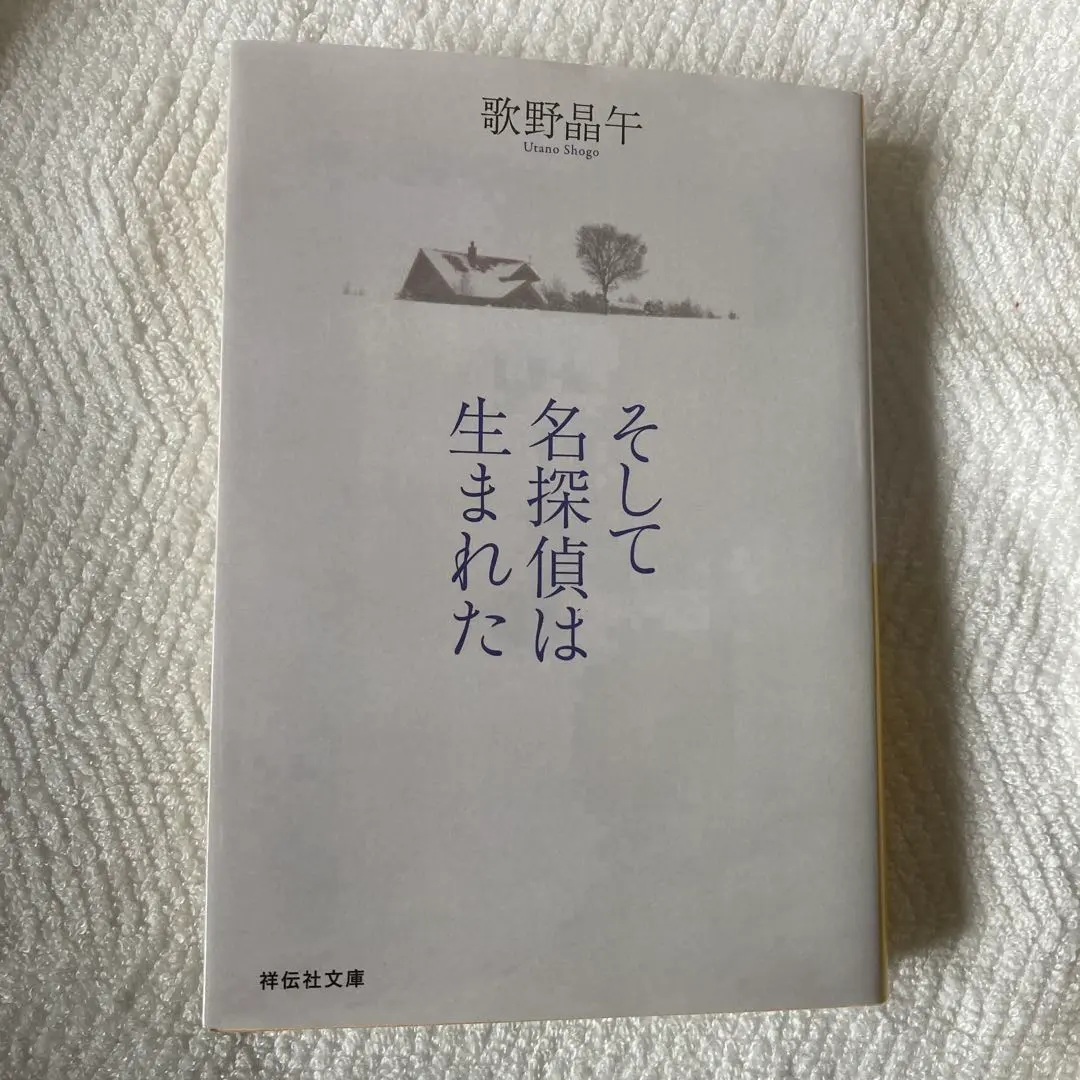 歌野晶午
Utano Shogo
そして
名探偵は
生まれた
祥伝社文庫